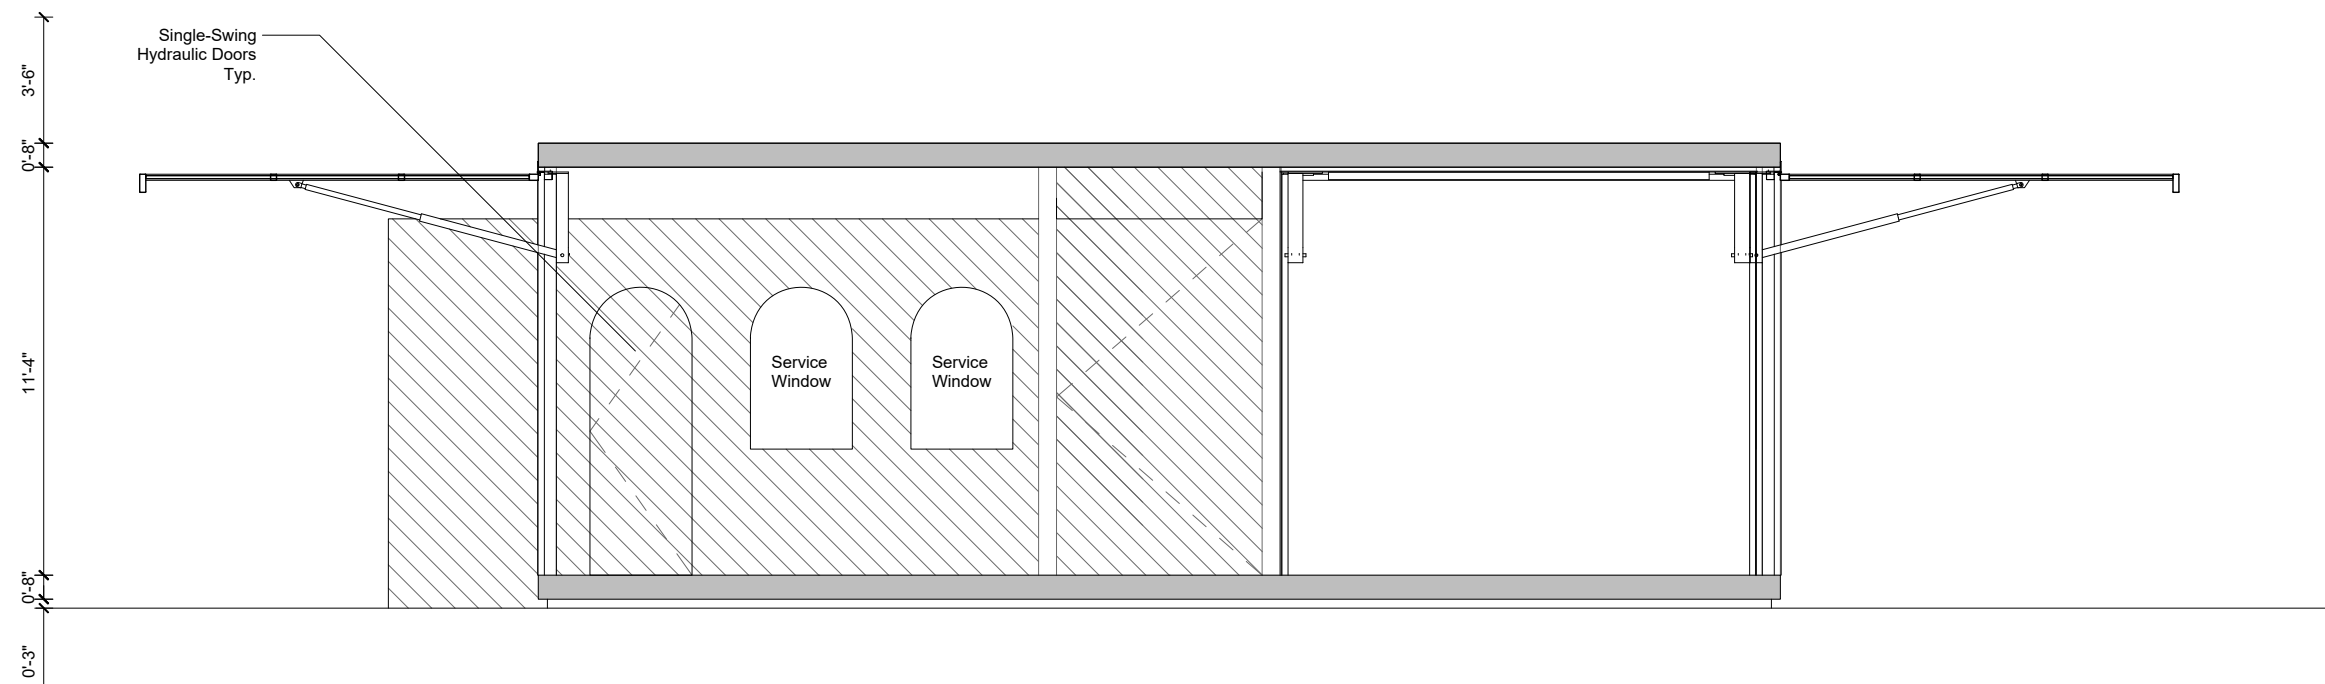 Single-Swing
Hydraulic Doors
Typ.
3'-6"
0'-8"
11'-4"
0'-8"
0'-3"
Service
Window
Service
Window